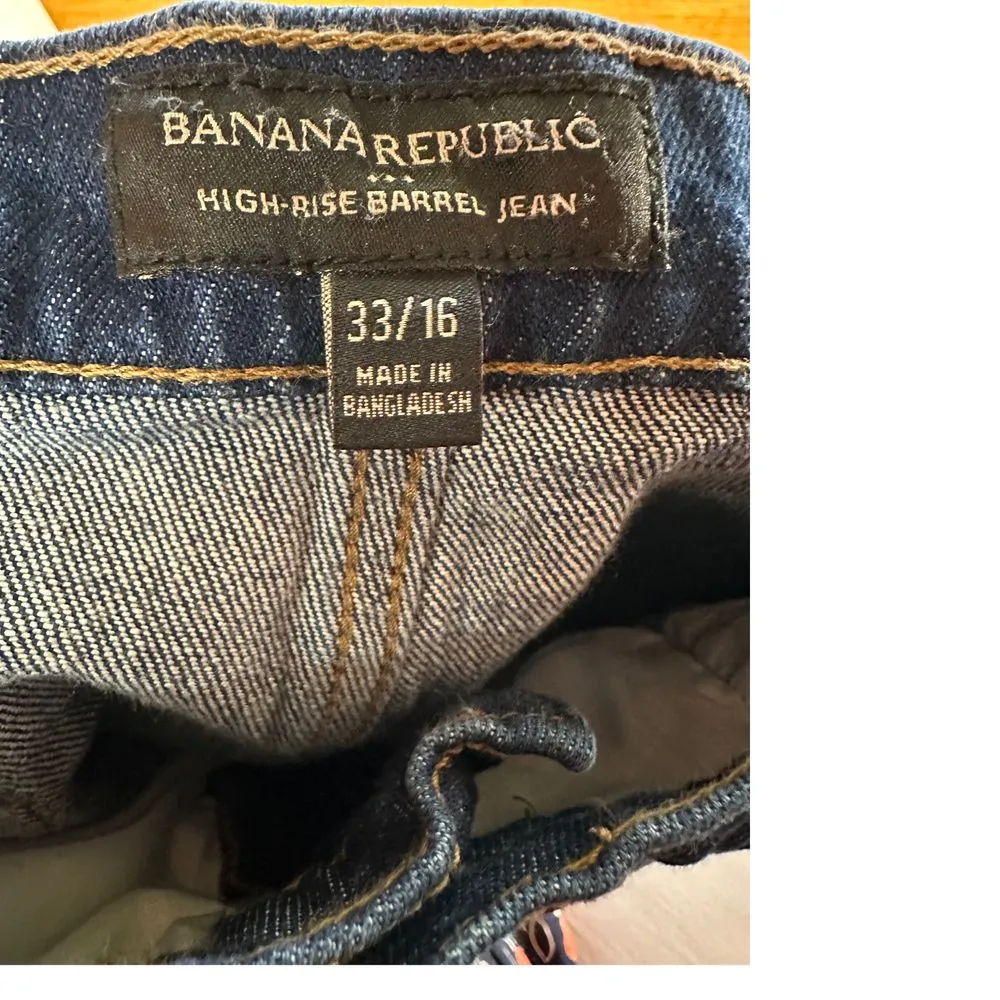 BANANA REPUBLIC
HIGH-RISE BARREL JEAN
33/16
MADE IN
BANGLADESH